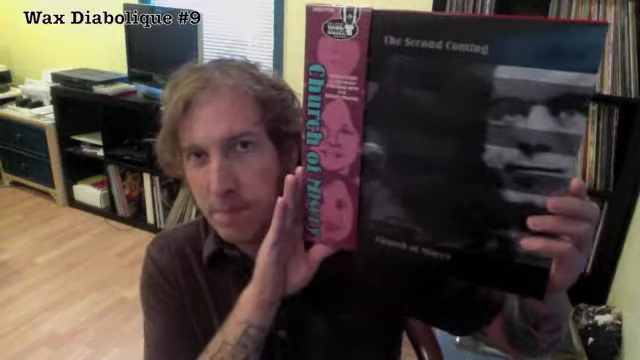 Wax Diabolique #9
The Second Coming
Church of Misery
Church of Misery